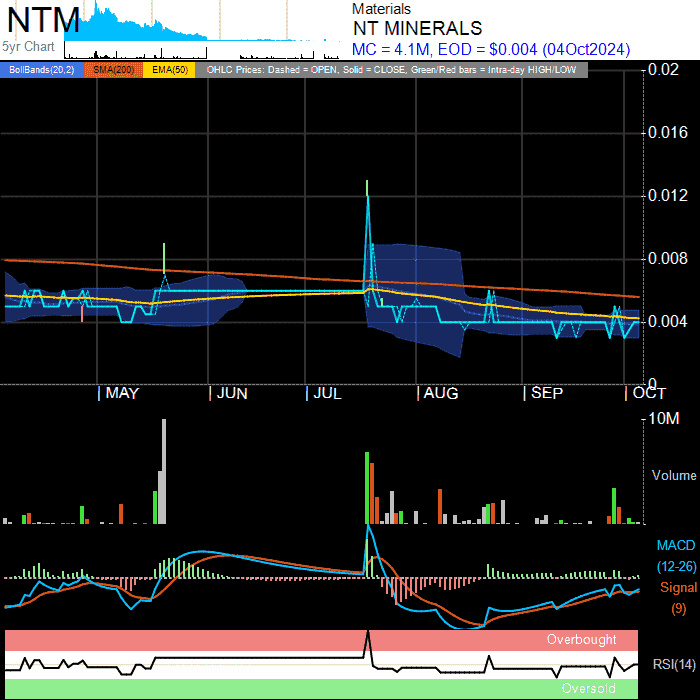 NTM
5yr Chart
Materials
NT MINERALS
MC = 4.1M, EOD = $0.004 (04Oct2024)
BollBands(20,2) SMA(200) EMA(50) OHLC Prices: Dashed = OPEN, Solid = CLOSE, Green/Red bars = Intra-day HIGH/LOW
0.02
0.016
0.012
0.008
0.004
0
MAY JUN JUL AUG SEP OCT
10M
Volume
MACD
(12-26)
Signal
(9)
Overbought
RSI(14)
Oversold